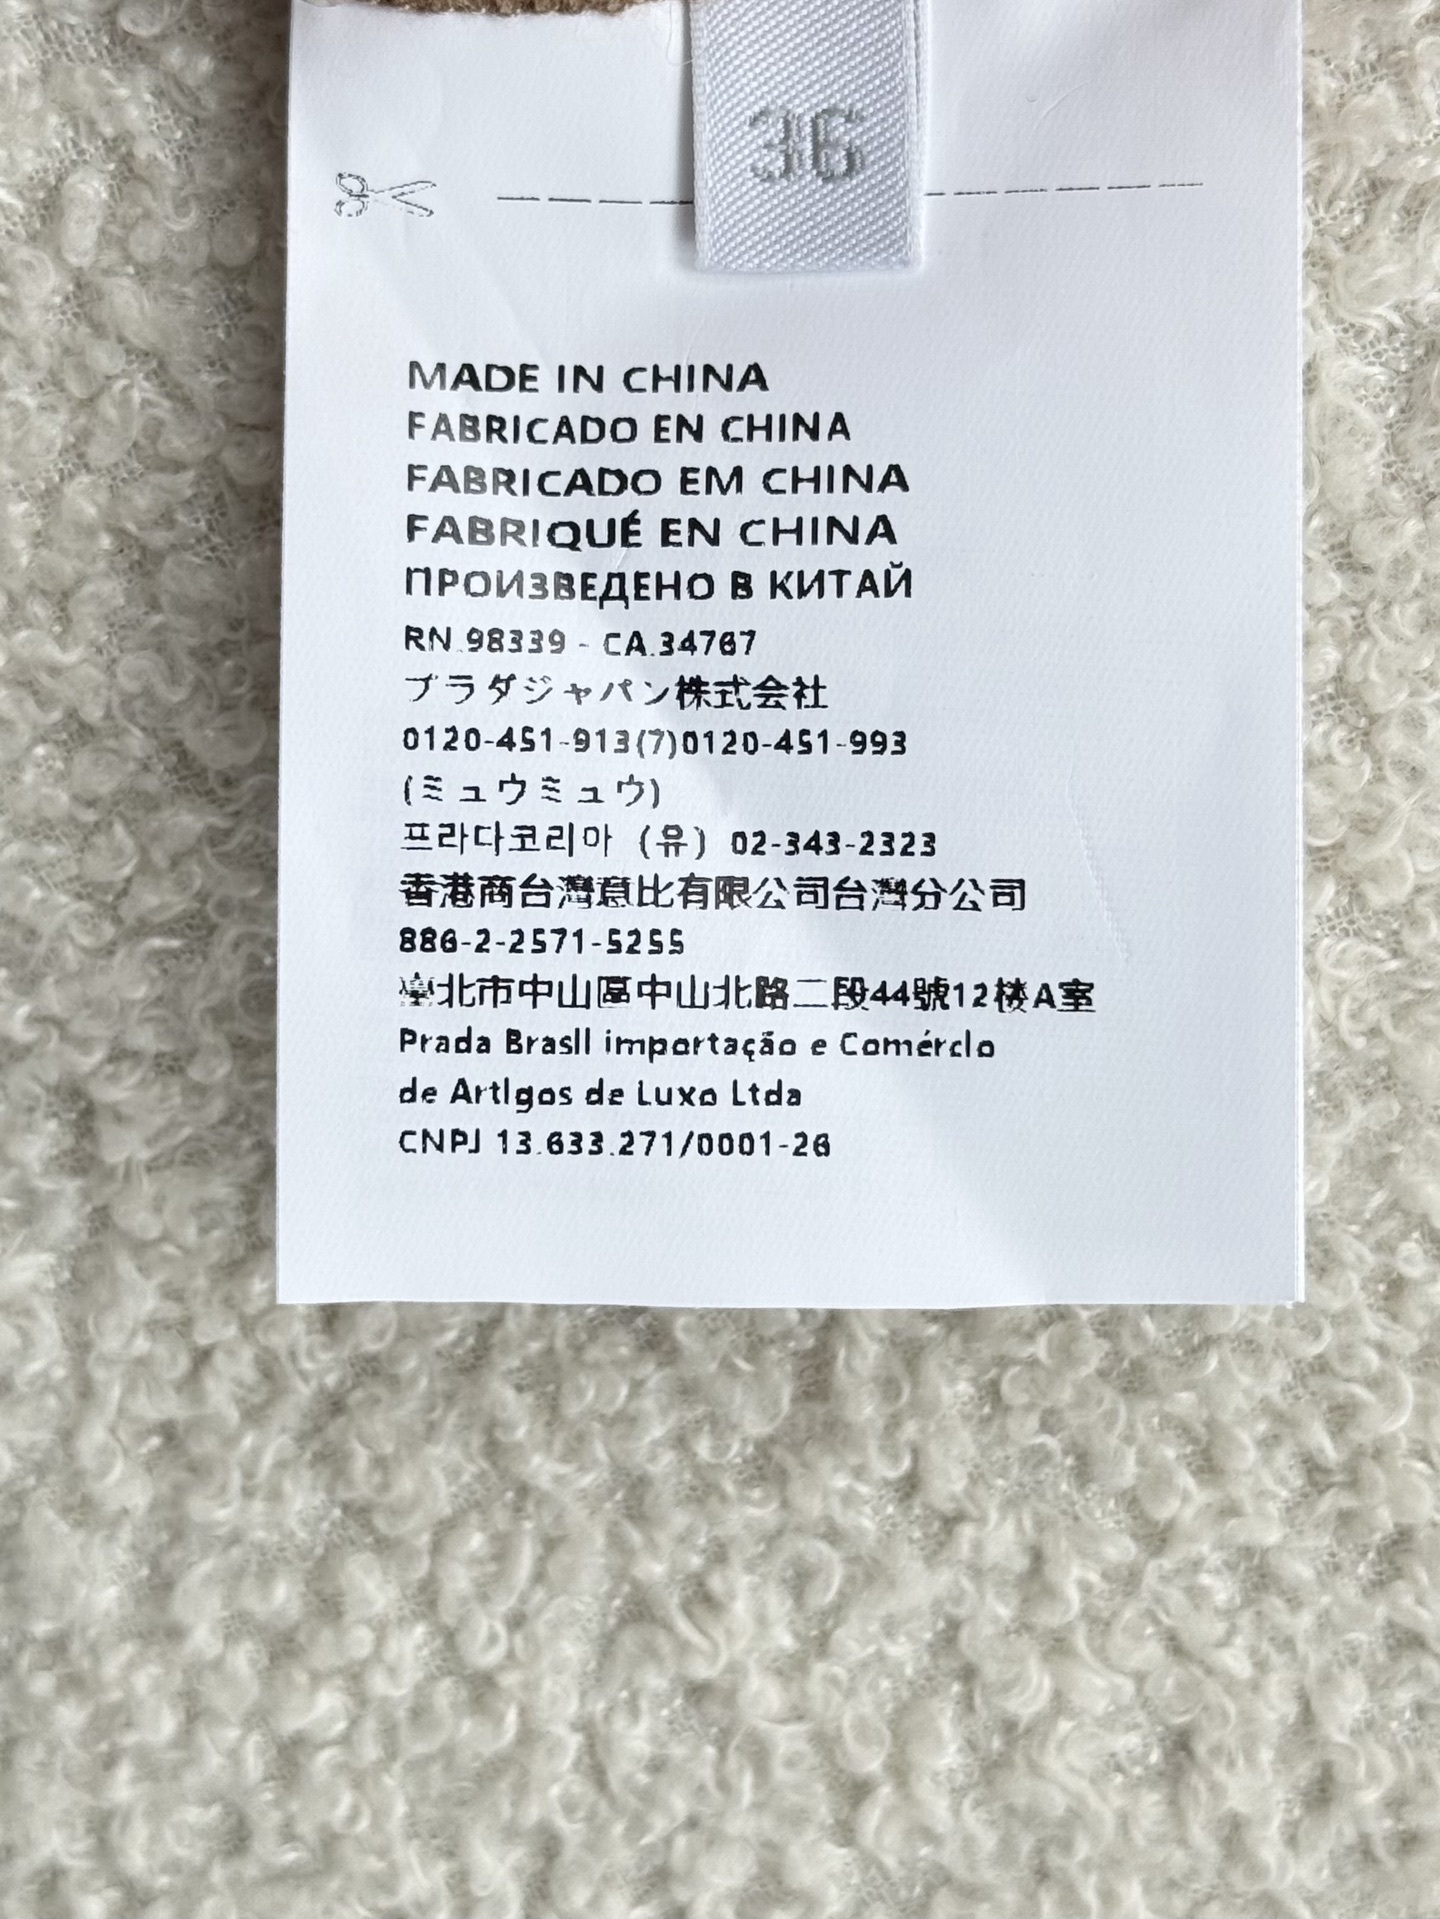 36
MADE IN CHINA
FABRICADO EN CHINA
FABRICADO EM CHINA
FABRIQUÉ EN CHINA
ПРОИЗВЕДЕНО В КИТАЙ
RN.98339 - CA.34767
プラダジャパン株式会社
0120-451-913(7)0120-451-993
(ミュウミュウ)
프라다코리아 (유) 02-343-2323
香港商台灣意比有限公司台灣分公司
886-2-2571-5255
臺北市中山區中山北路二段44號12楼A室
Prada Brasll importação e Comérclo
de Artlgos de Luxo Ltda
CNPJ 13.633.271/0001-26